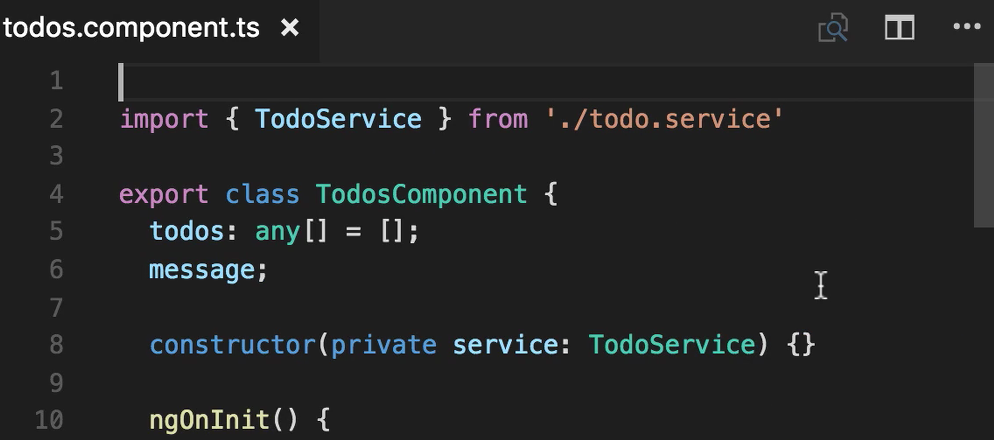 todos.component.ts ×
1
2 import { TodoService } from './todo.service'
3
4 export class TodosComponent {
5 todos: any[] = [];
6 message;
7
8 constructor(private service: TodoService) {}
9
10 ngOnInit() {